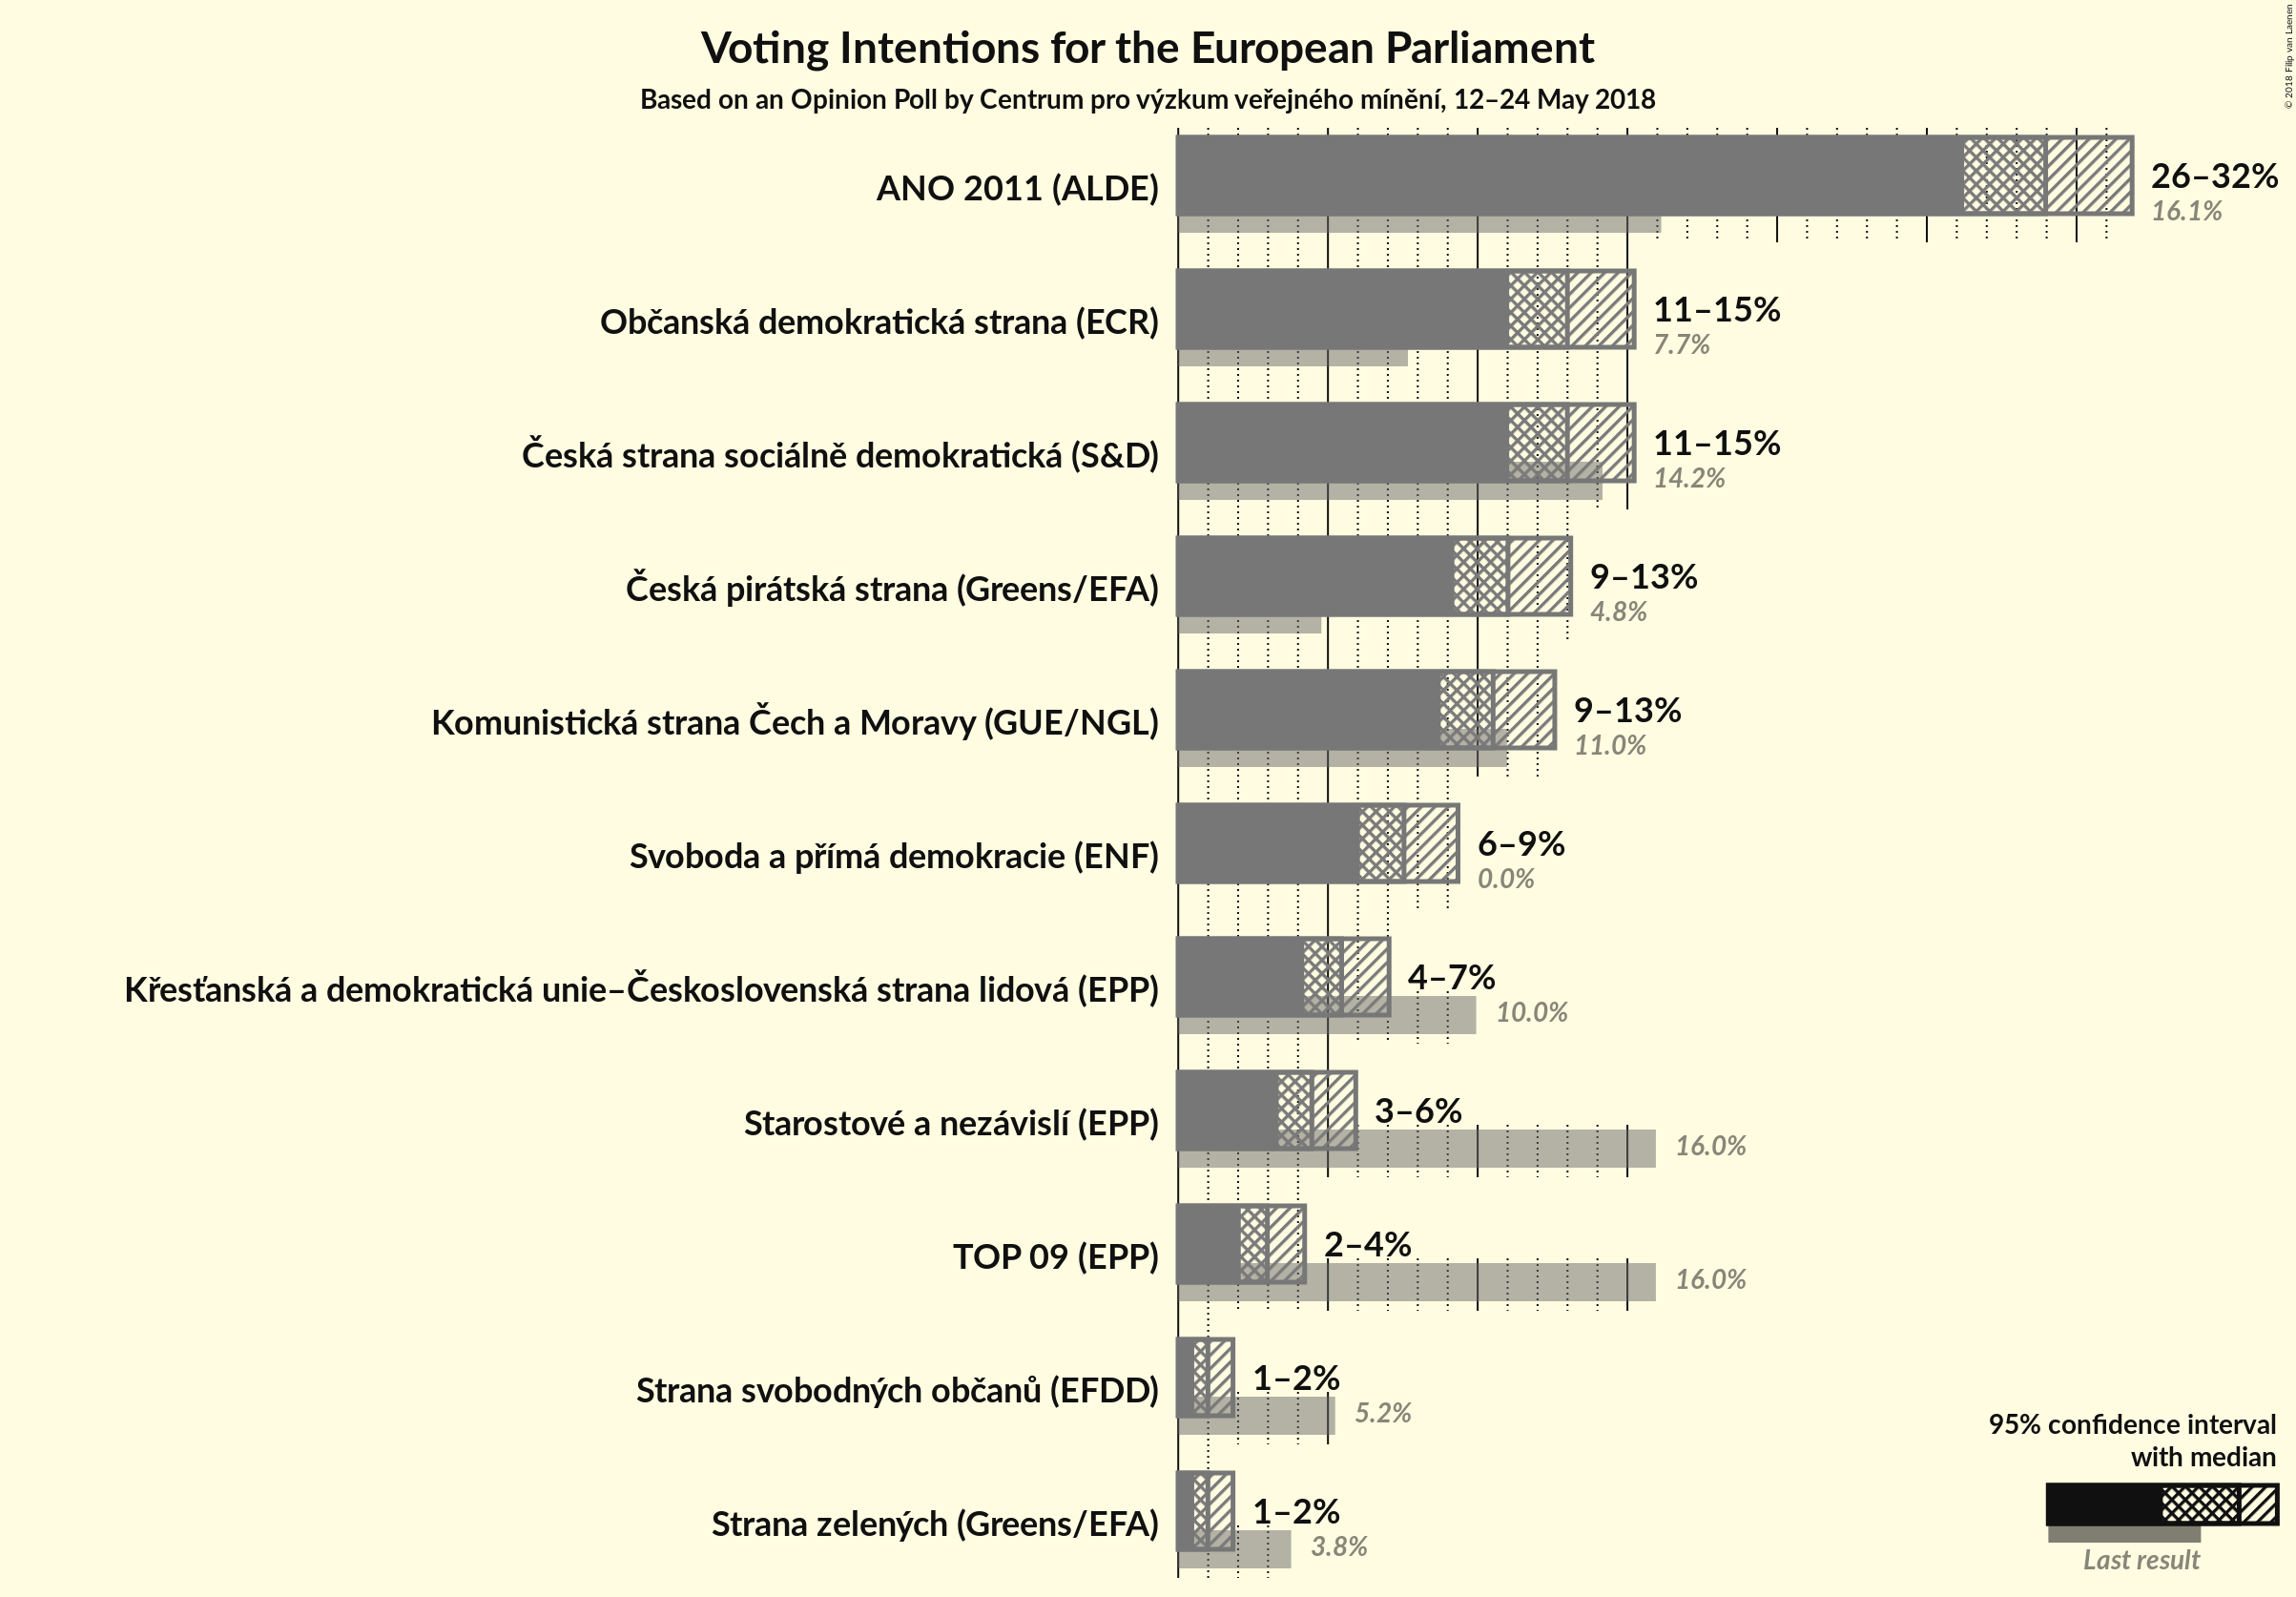 Voting Intentions for the European Parliament
Based on an Opinion Poll by Centrum pro výzkum veřejného mínění, 12–24 May 2018
© 2018 Filip van Laenen
ANO 2011 (ALDE)
26–32%
16.1%
Občanská demokratická strana (ECR)
11–15%
7.7%
Česká strana sociálně demokratická (S&D)
11–15%
14.2%
Česká pirátská strana (Greens/EFA)
9–13%
4.8%
Komunistická strana Čech a Moravy (GUE/NGL)
9–13%
11.0%
Svoboda a přímá demokracie (ENF)
6–9%
0.0%
Křesťanská a demokratická unie–Československá strana lidová (EPP)
4–7%
10.0%
Starostové a nezávislí (EPP)
3–6%
16.0%
TOP 09 (EPP)
2–4%
16.0%
Strana svobodných občanů (EFDD)
1–2%
5.2%
Strana zelených (Greens/EFA)
1–2%
3.8%
95% confidence interval
with median
Last result